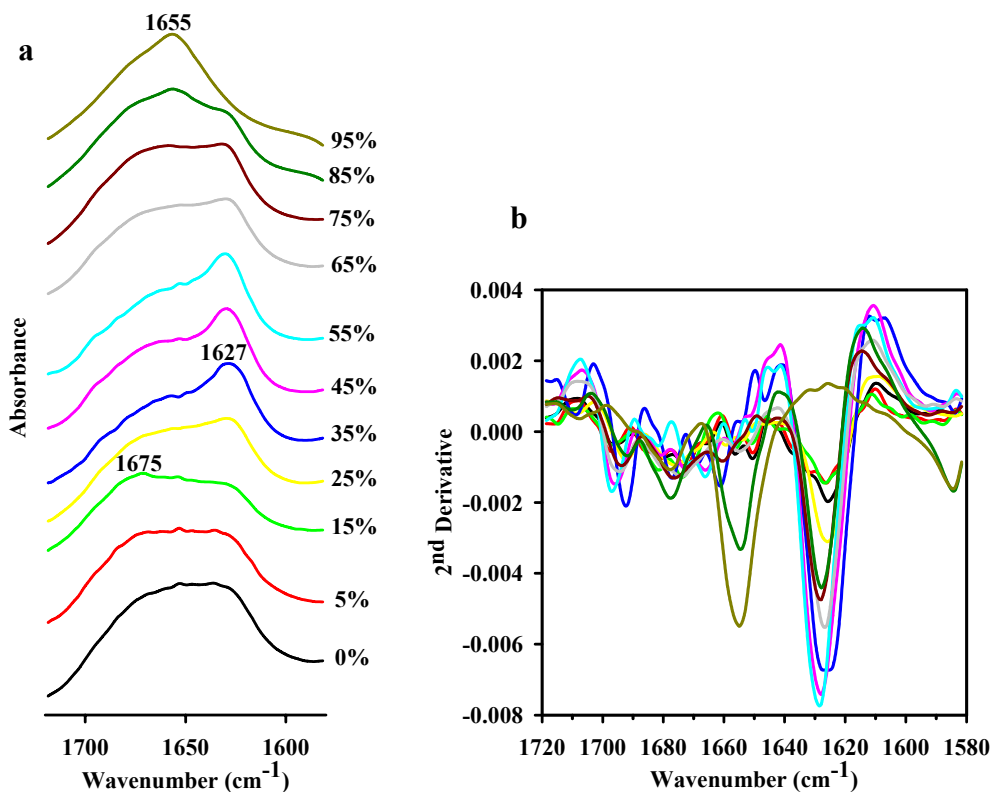 a
1655
95%
85%
75%
65%
55%
45%
1627
35%
25%
1675
15%
5%
0%
Absorbance
1700 1650 1600
Wavenumber (cm⁻¹)
b
0.004
0.002
0.000
-0.002
-0.004
-0.006
-0.008
2ⁿᵈ Derivative
1720 1700 1680 1660 1640 1620 1600 1580
Wavenumber (cm⁻¹)